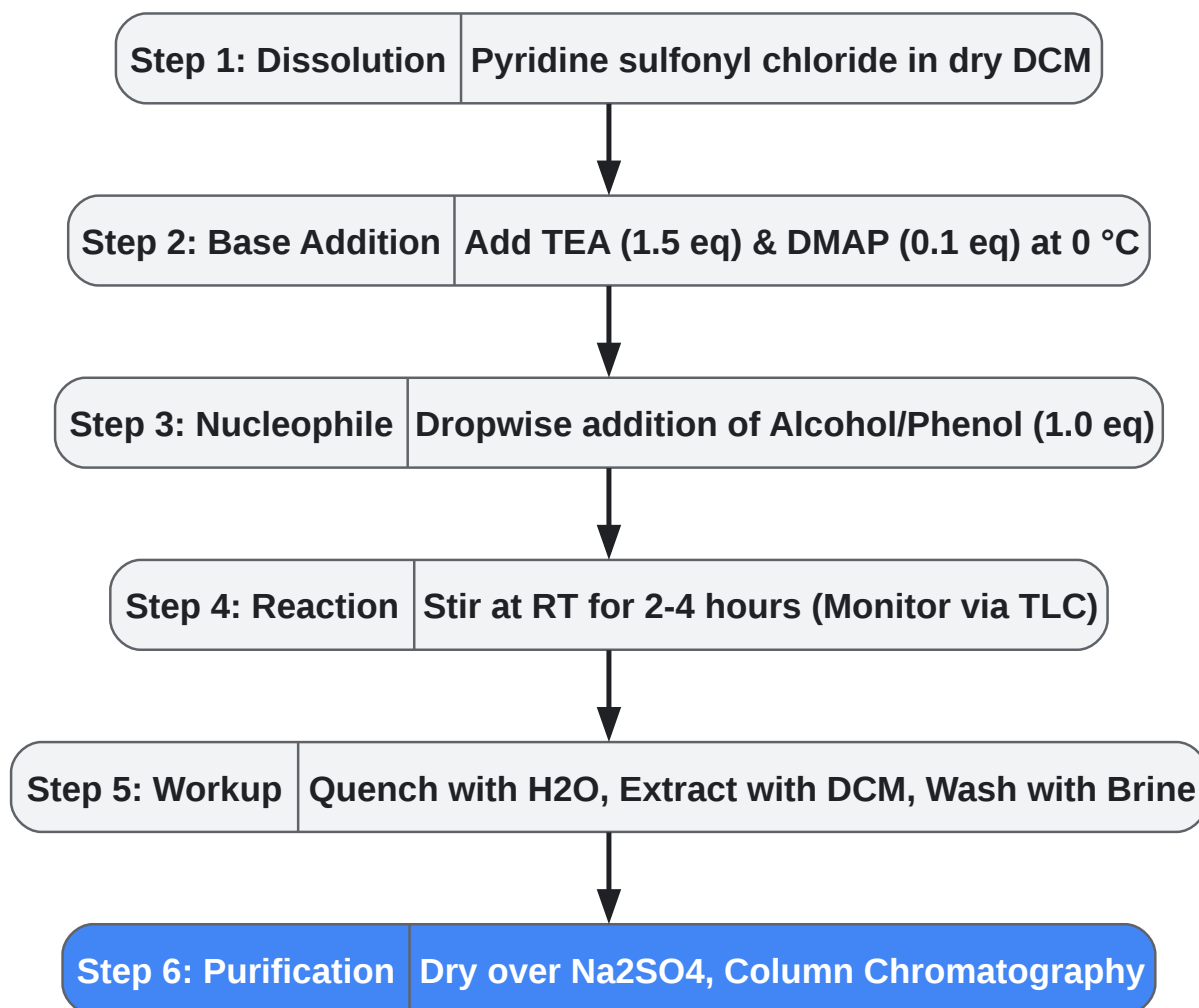 Step 1: Dissolution Pyridine sulfonyl chloride in dry DCM
Step 2: Base Addition Add TEA (1.5 eq) & DMAP (0.1 eq) at 0 °C
Step 3: Nucleophile Dropwise addition of Alcohol/Phenol (1.0 eq)
Step 4: Reaction Stir at RT for 2-4 hours (Monitor via TLC)
Step 5: Workup Quench with H2O, Extract with DCM, Wash with Brine
Step 6: Purification Dry over Na2SO4, Column Chromatography